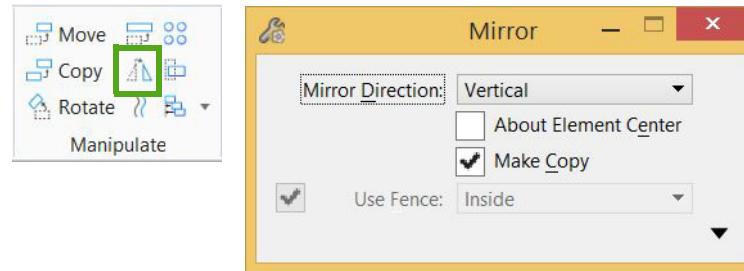 Move
Copy
Rotate
Manipulate
Mirror
Mirror Direction: Vertical
About Element Center
Make Copy
Use Fence: Inside